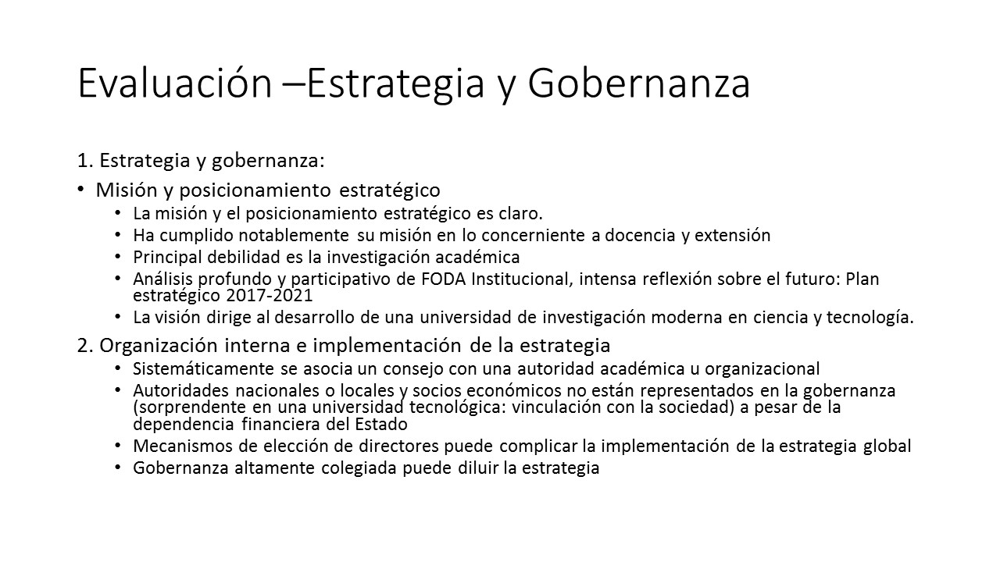 Evaluación –Estrategia y Gobernanza
1. Estrategia y gobernanza:
• Misión y posicionamiento estratégico
• La misión y el posicionamiento estratégico es claro.
• Ha cumplido notablemente su misión en lo concerniente a docencia y extensión
• Principal debilidad es la investigación académica
• Análisis profundo y participativo de FODA Institucional, intensa reflexión sobre el futuro: Plan
estratégico 2017-2021
• La visión dirige al desarrollo de una universidad de investigación moderna en ciencia y tecnología.
2. Organización interna e implementación de la estrategia
• Sistemáticamente se asocia un consejo con una autoridad académica u organizacional
• Autoridades nacionales o locales y socios económicos no están representados en la gobernanza
(sorprendente en una universidad tecnológica: vinculación con la sociedad) a pesar de la
dependencia financiera del Estado
• Mecanismos de elección de directores puede complicar la implementación de la estrategia global
• Gobernanza altamente colegiada puede diluir la estrategia